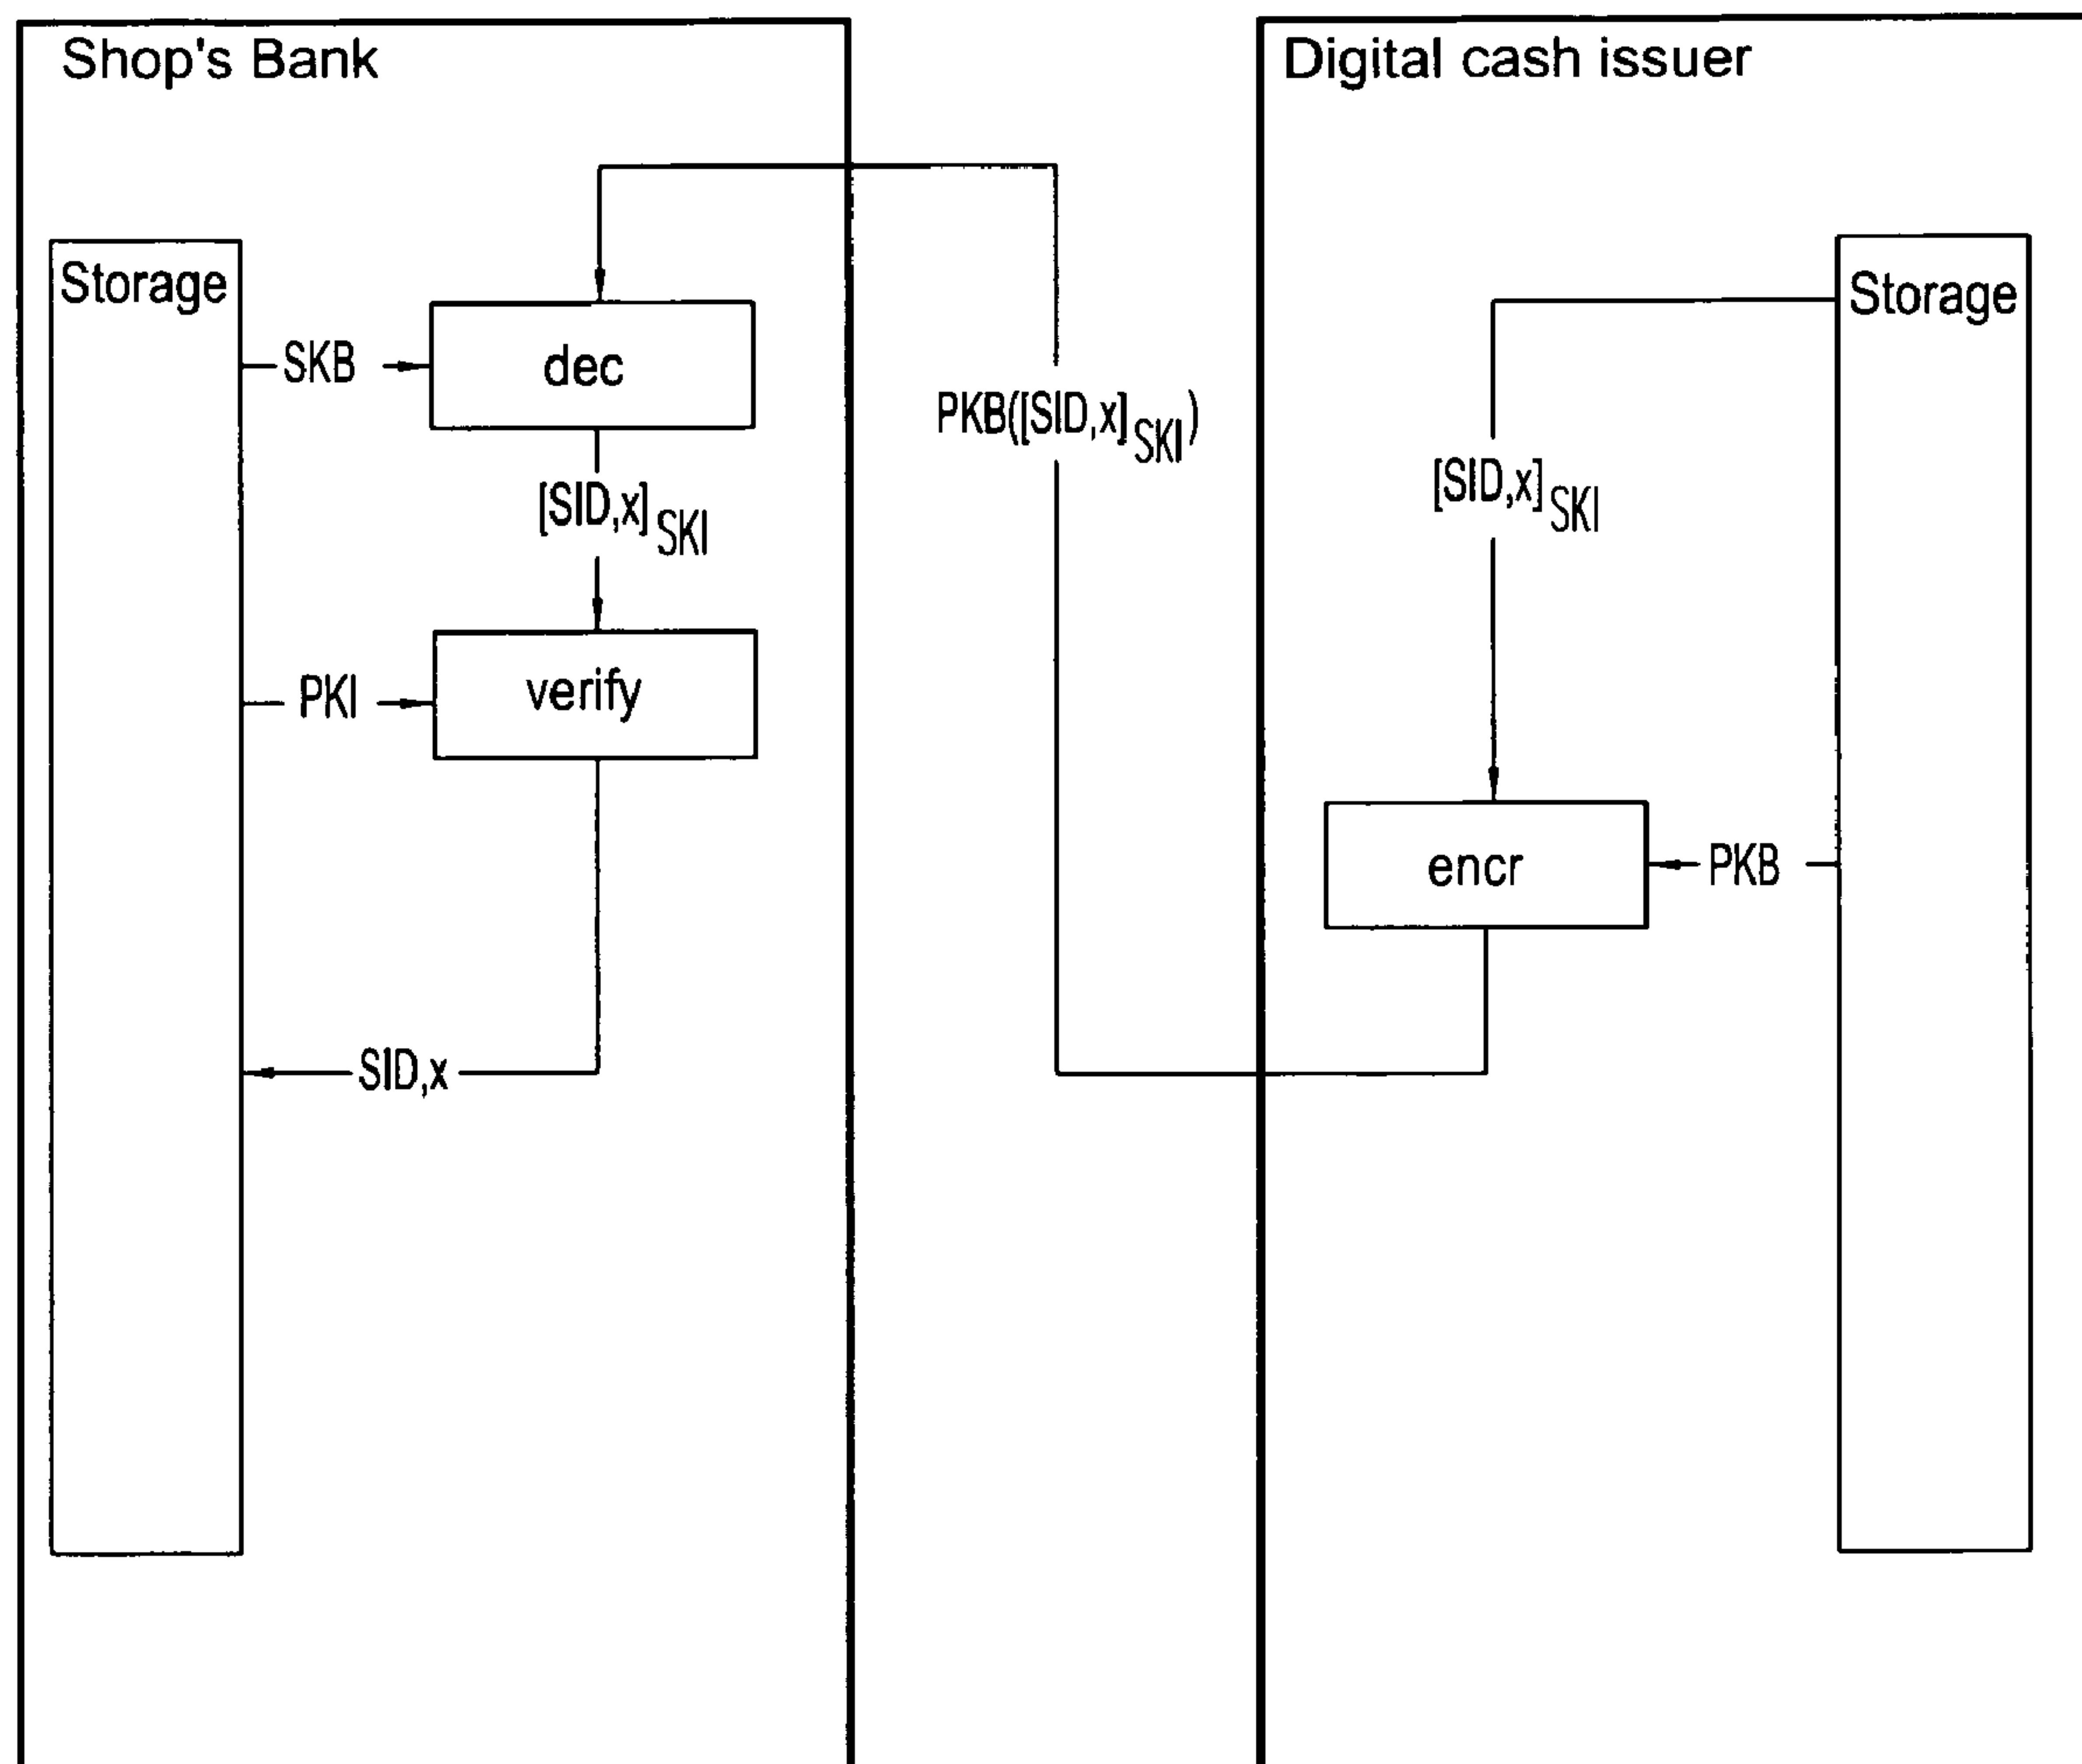 Shop's Bank
Storage
SKB
dec
[SID,x]SKI
PKI
verify
SID,x
PKB([SID,x]SKI)
Digital cash issuer
Storage
[SID,x]SKI
encr
PKB